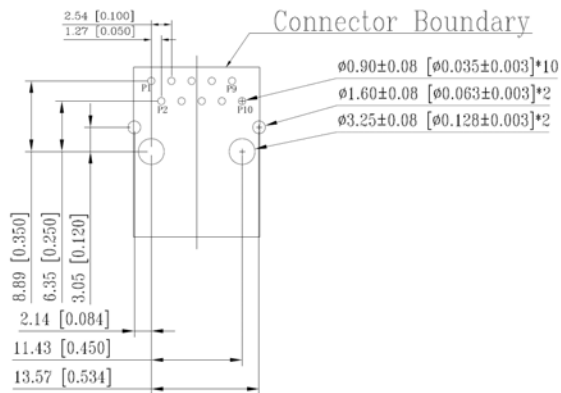 2.54 [0.100]
1.27 [0.050]
Connector Boundary
P1
P9
P2
P10
ø0.90±0.08 [ø0.035±0.003]*10
ø1.60±0.08 [ø0.063±0.003]*2
ø3.25±0.08 [ø0.128±0.003]*2
8.89 [0.350]
6.35 [0.250]
3.05 [0.120]
2.14 [0.084]
11.43 [0.450]
13.57 [0.534]